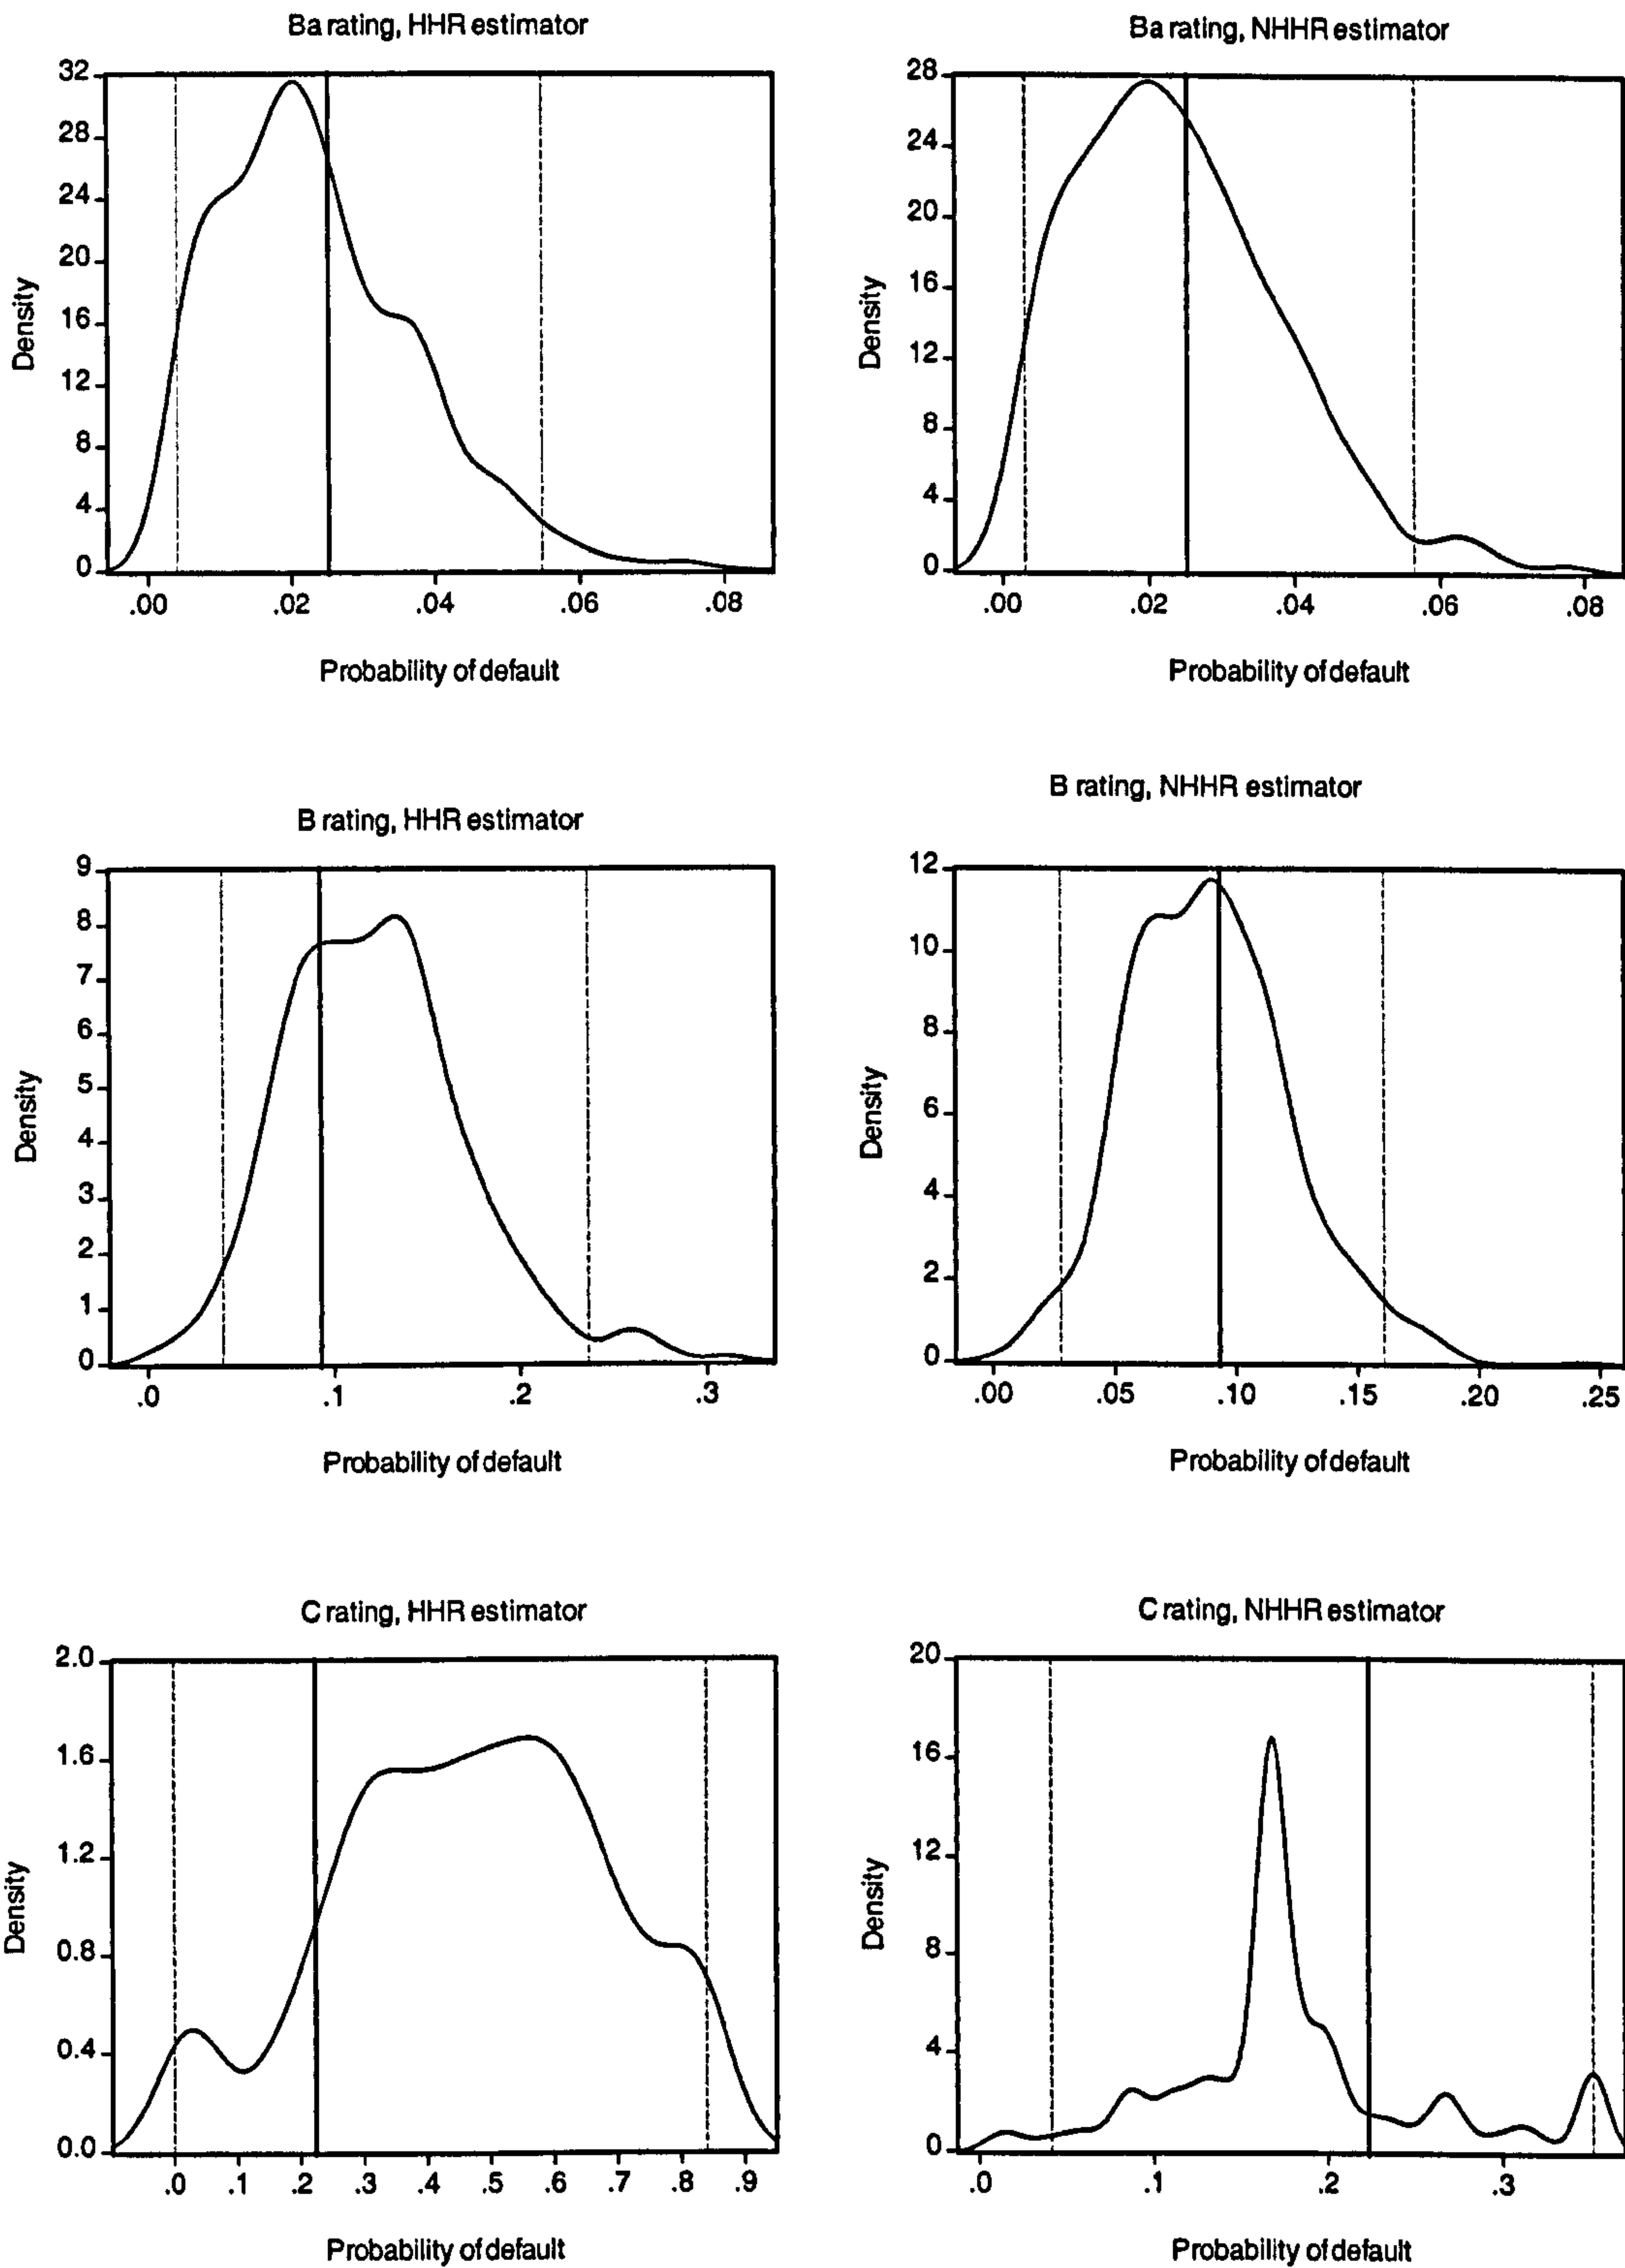 Ba rating, HHR estimator
32
28
24
20
16
12
8
4
0
Density
.00 .02 .04 .06 .08
Probability of default
Ba rating, NHHR estimator
28
24
20
16
12
8
4
0
Density
.00 .02 .04 .06 .08
Probability of default
B rating, HHR estimator
9
8
7
6
5
4
3
2
1
0
Density
.0 .1 .2 .3
Probability of default
B rating, NHHR estimator
12
10
8
6
4
2
0
Density
.00 .05 .10 .15 .20 .25
Probability of default
C rating, HHR estimator
2.0
1.6
1.2
0.8
0.4
0.0
Density
.0 .1 .2 .3 .4 .5 .6 .7 .8 .9
Probability of default
C rating, NHHR estimator
20
16
12
8
4
0
Density
.0 .1 .2 .3
Probability of default